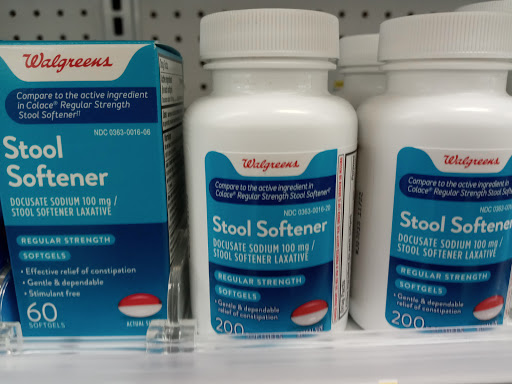 Walgreens
Compare to the active ingredient
in Colace® Regular Strength
Stool Softener††
NDC 0363-0016-06
Stool
Softener
DOCUSATE SODIUM 100 mg /
STOOL SOFTENER LAXATIVE
REGULAR STRENGTH
SOFTGELS
• Effective relief of constipation
• Gentle & dependable
• Stimulant free
60
SOFTGELS
ACTUAL
Walgreens
Compare to the active ingredient in
Colace® Regular Strength Stool Softener††
NDC 0363-0016-20
Stool Softener
DOCUSATE SODIUM 100 mg /
STOOL SOFTENER LAXATIVE
REGULAR STRENGTH
SOFTGELS
• Gentle & dependable
relief of constipation
200
Walgreens
Compare to the active ingredient in
Colace® Regular Strength Stool
NDC
Stool Softener
DOCUSATE SODIUM 100 mg /
STOOL SOFTENER LAXATIVE
REGULAR STRENGTH
SOFTGELS
• Gentle & dependable
relief of constipation
200